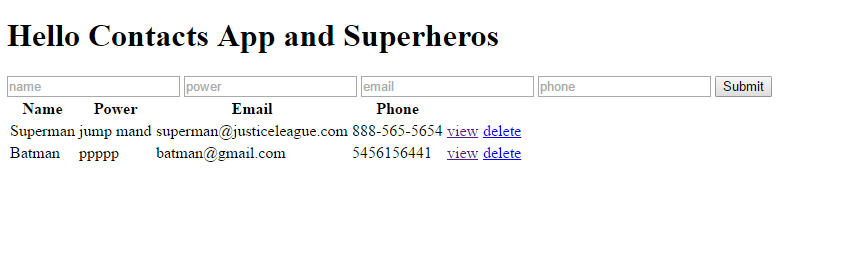 Hello Contacts App and Superheros
name power email phone Submit
Name Power Email Phone
Superman jump mand superman@justiceleague.com 888-565-5654 view delete
Batman ppppp batman@gmail.com 5456156441 view delete